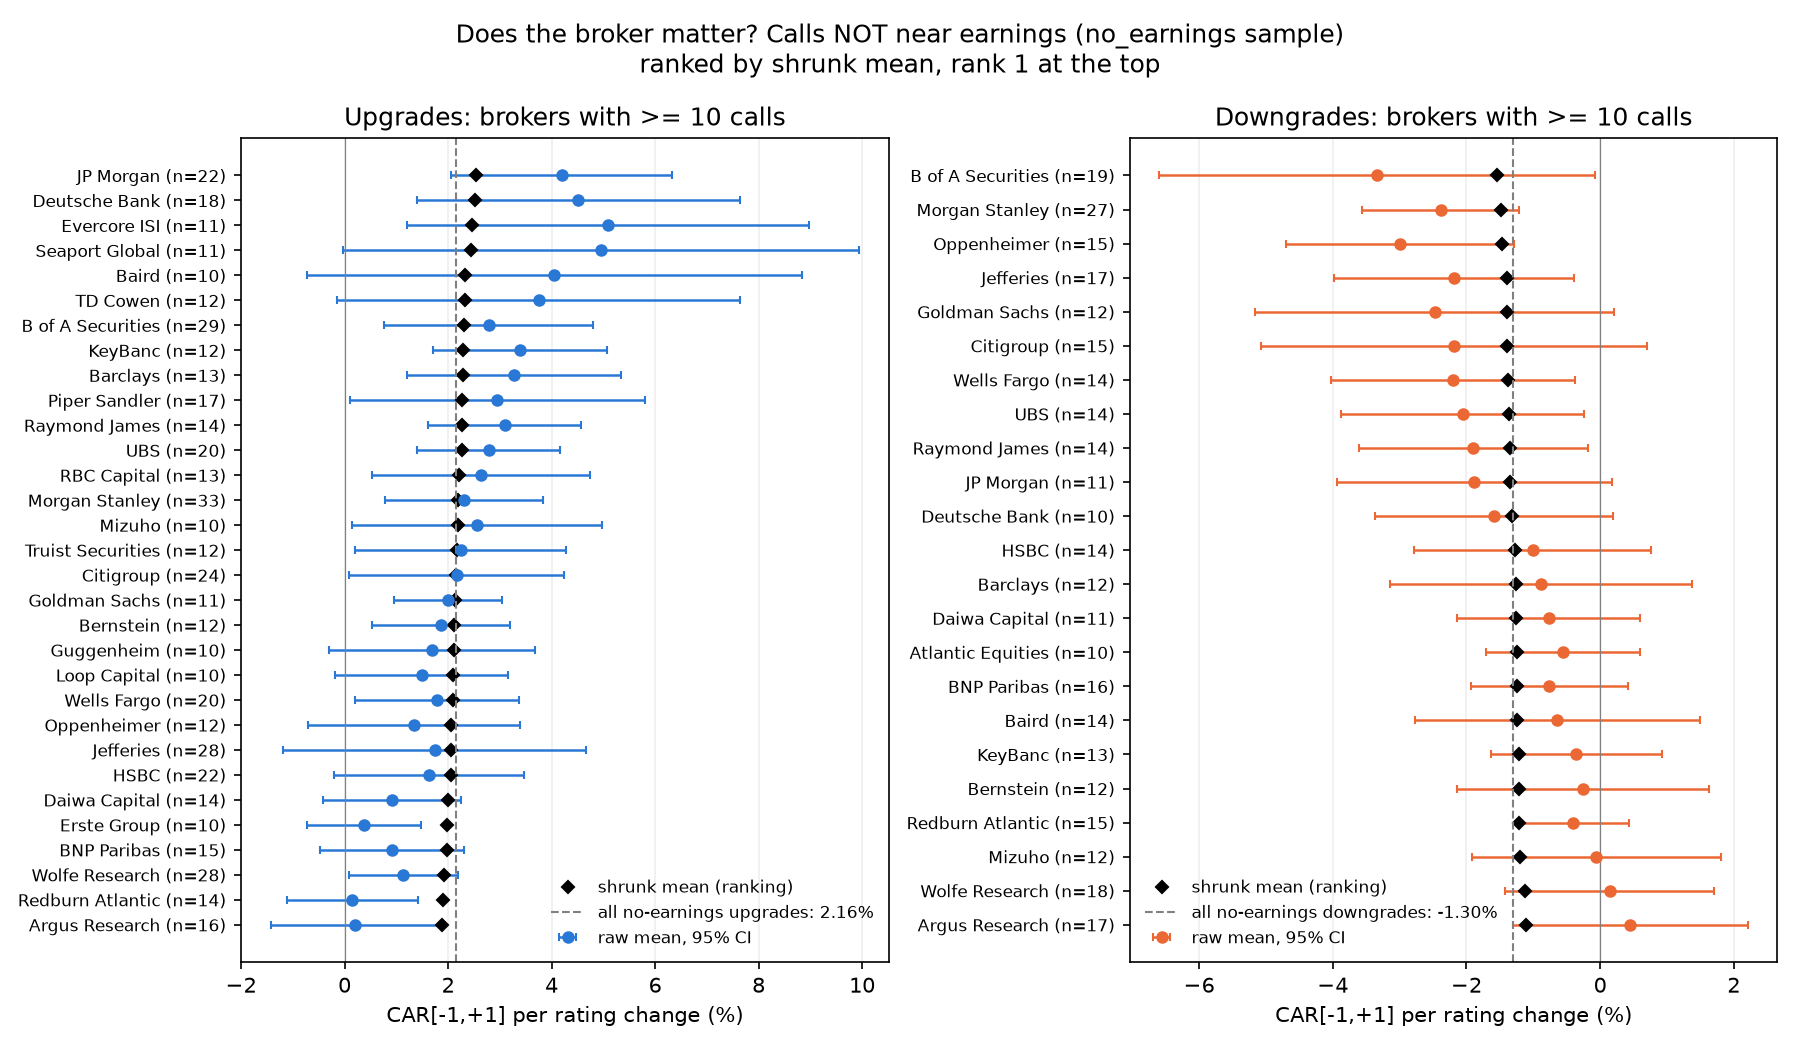 Does the broker matter? Calls NOT near earnings (no_earnings sample)
ranked by shrunk mean, rank 1 at the top
Upgrades: brokers with >= 10 calls
JP Morgan (n=22)
Deutsche Bank (n=18)
Evercore ISI (n=11)
Seaport Global (n=11)
Baird (n=10)
TD Cowen (n=12)
B of A Securities (n=29)
KeyBanc (n=12)
Barclays (n=13)
Piper Sandler (n=17)
Raymond James (n=14)
UBS (n=20)
RBC Capital (n=13)
Morgan Stanley (n=33)
Mizuho (n=10)
Truist Securities (n=12)
Citigroup (n=24)
Goldman Sachs (n=11)
Bernstein (n=12)
Guggenheim (n=10)
Loop Capital (n=10)
Wells Fargo (n=20)
Oppenheimer (n=12)
Jefferies (n=28)
HSBC (n=22)
Daiwa Capital (n=14)
Erste Group (n=10)
BNP Paribas (n=15)
Wolfe Research (n=28)
Redburn Atlantic (n=14)
Argus Research (n=16)
shrunk mean (ranking)
all no-earnings upgrades: 2.16%
raw mean, 95% CI
−2 0 2 4 6 8 10
CAR[-1,+1] per rating change (%)
Downgrades: brokers with >= 10 calls
B of A Securities (n=19)
Morgan Stanley (n=27)
Oppenheimer (n=15)
Jefferies (n=17)
Goldman Sachs (n=12)
Citigroup (n=15)
Wells Fargo (n=14)
UBS (n=14)
Raymond James (n=14)
JP Morgan (n=11)
Deutsche Bank (n=10)
HSBC (n=14)
Barclays (n=12)
Daiwa Capital (n=11)
Atlantic Equities (n=10)
BNP Paribas (n=16)
Baird (n=14)
KeyBanc (n=13)
Bernstein (n=12)
Redburn Atlantic (n=15)
Mizuho (n=12)
Wolfe Research (n=18)
Argus Research (n=17)
shrunk mean (ranking)
all no-earnings downgrades: -1.30%
raw mean, 95% CI
−6 −4 −2 0 2
CAR[-1,+1] per rating change (%)